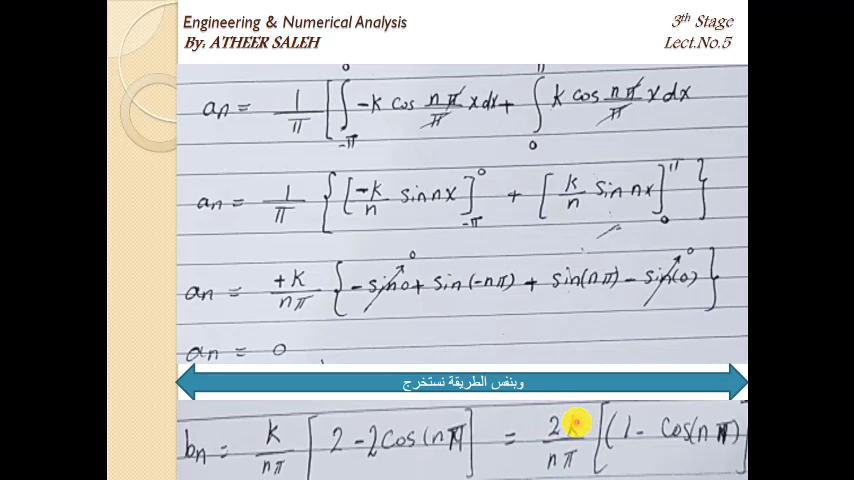 Engineering & Numerical Analysis
By: ATHEER SALEH
3th Stage
Lect.No.5
an = 1/π [ ∫_{-π}^{0} -k cos nπ/π x dx + ∫_{0}^{π} k cos nπ/π x dx
an = 1/π { [ -k/n sin nx ]_{-π}^{0} + [ k/n sin nx ]_{0}^{π} }
an = +k/nπ { - sin 0 0 + sin(-nπ) + sin(nπ) - sin(0) 0 }
an = 0
وبنفس الطريقة نستخرج
bn = k/nπ [ 2 - 2cos(nπ) ] = 2k/nπ [ (1 - cos(nπ)